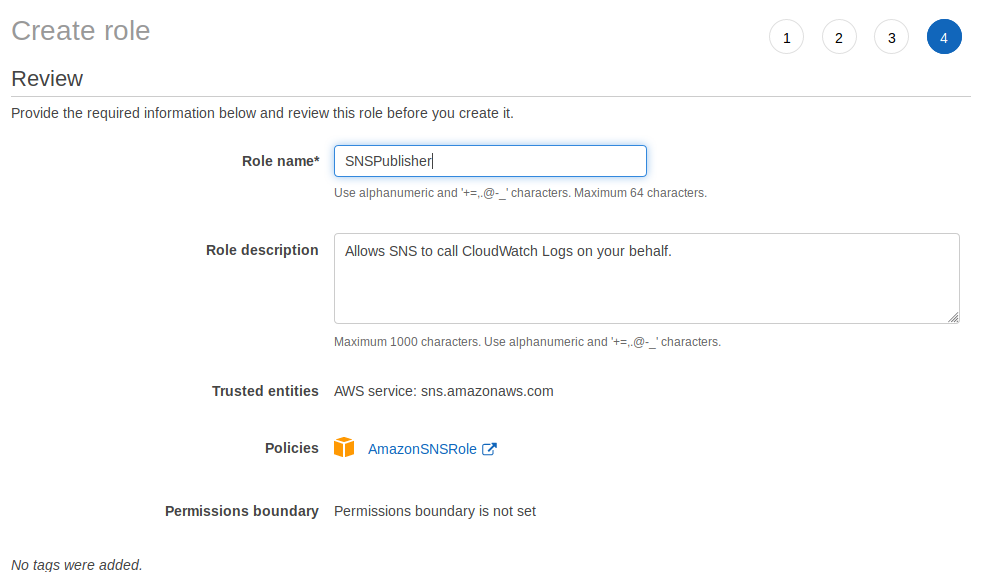 Create role
1 2 3 4
Review
Provide the required information below and review this role before you create it.
Role name* SNSPublisher
Use alphanumeric and '+=,.@-_' characters. Maximum 64 characters.
Role description Allows SNS to call CloudWatch Logs on your behalf.
Maximum 1000 characters. Use alphanumeric and '+=,.@-_' characters.
Trusted entities AWS service: sns.amazonaws.com
Policies AmazonSNSRole
Permissions boundary Permissions boundary is not set
No tags were added.